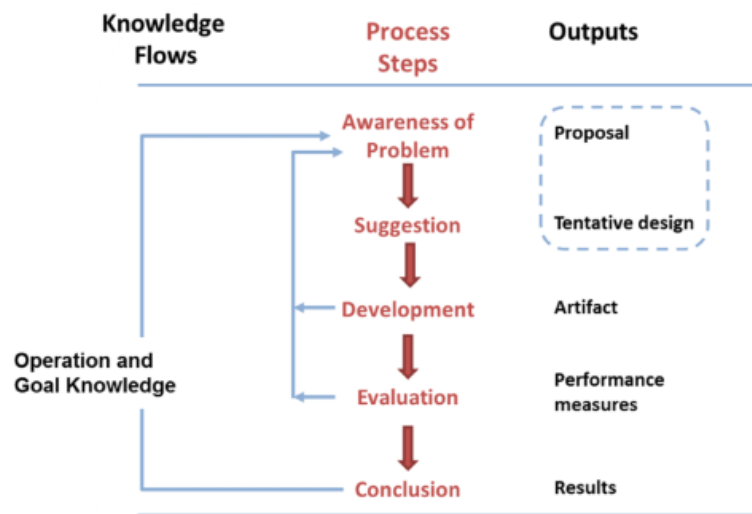 Knowledge
Flows
Process
Steps
Outputs
Awareness of
Problem
Proposal
Suggestion
Tentative design
Development
Artifact
Operation and
Goal Knowledge
Evaluation
Performance
measures
Conclusion
Results